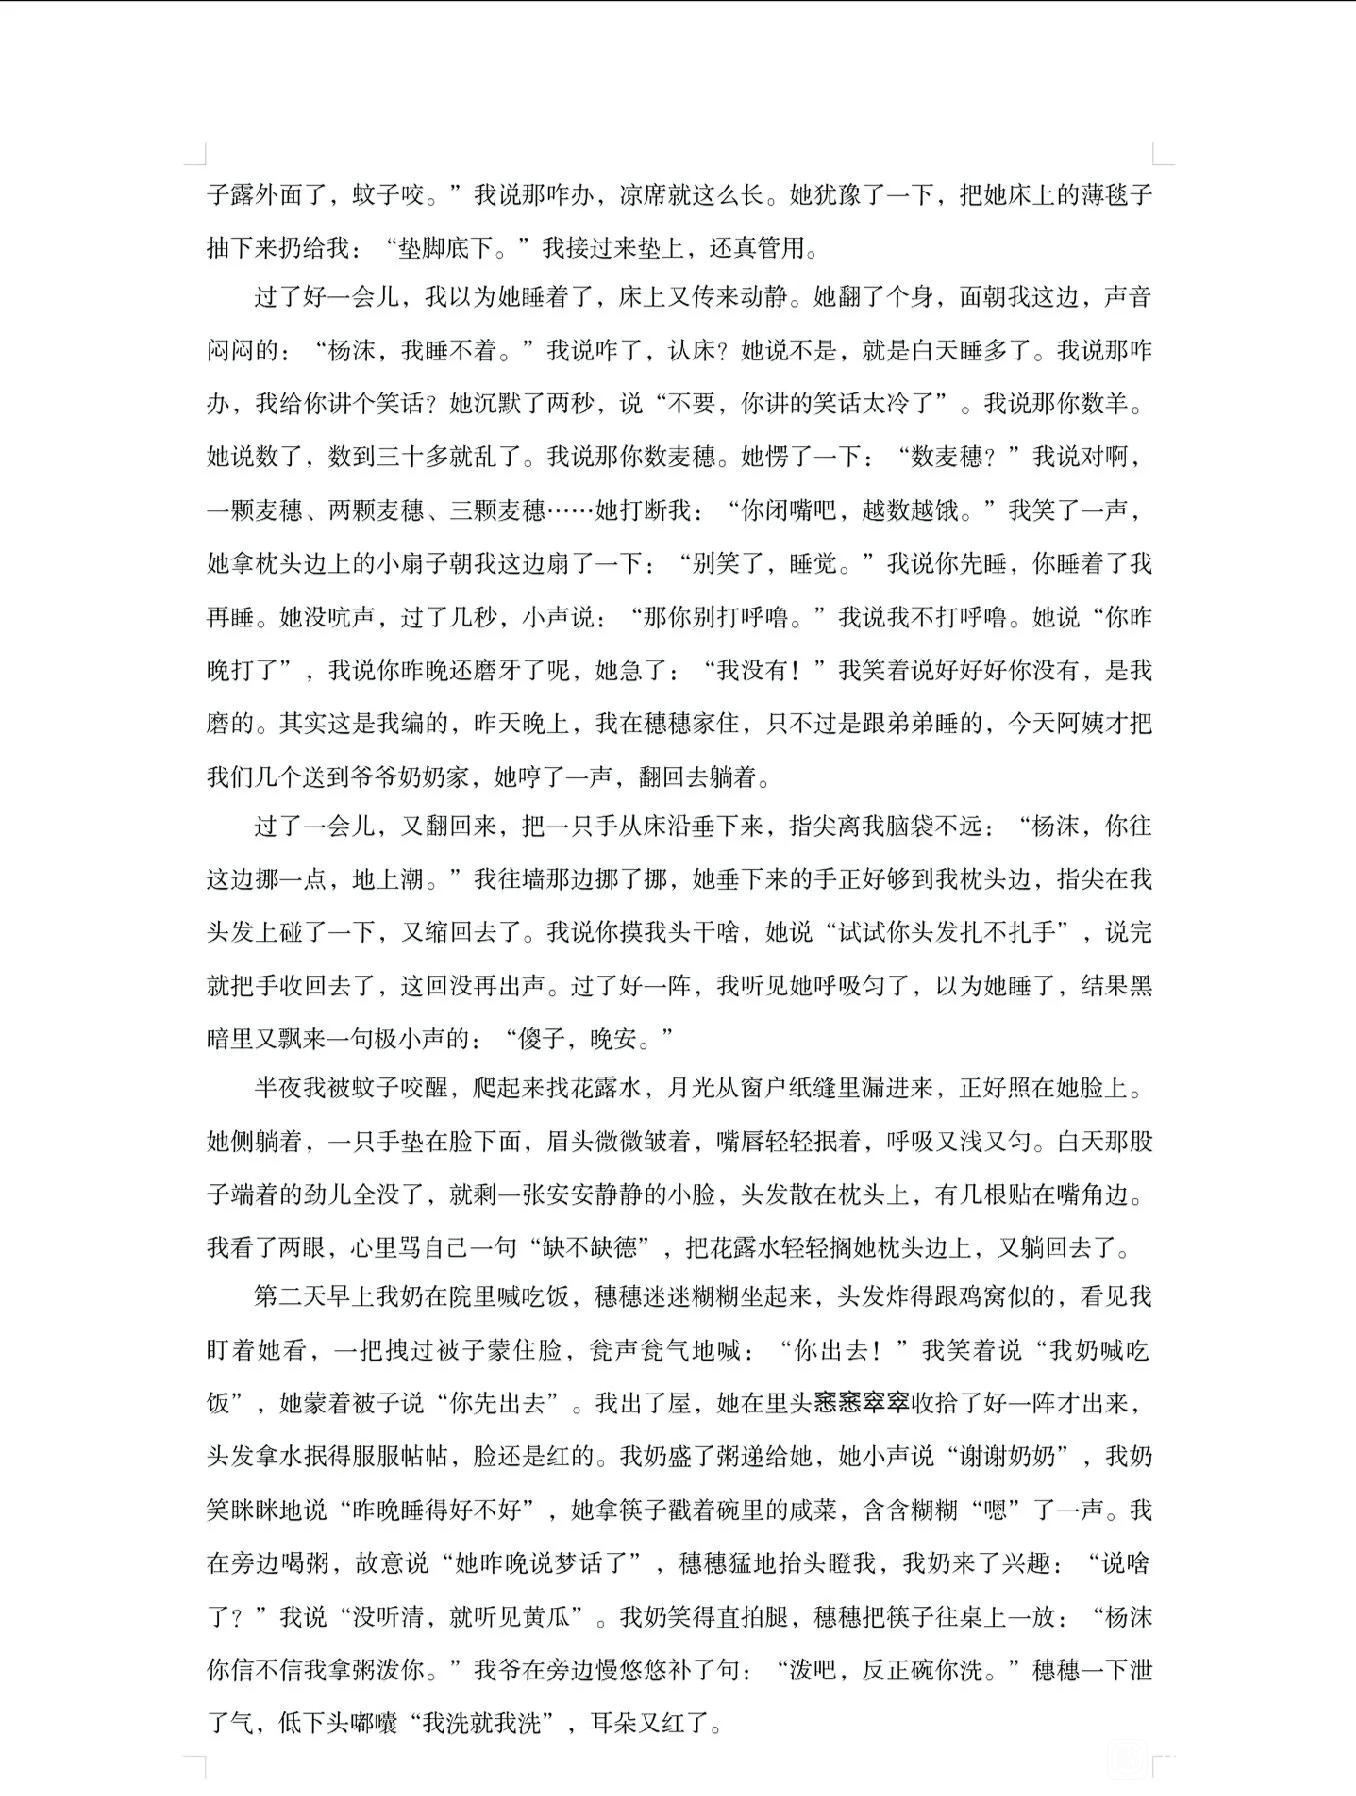 子露外面了，蚊子咬。”我说那咋办，凉席就这么长。她犹豫了一下，把她床上的薄毯子
抽下来扔给我：“垫脚底下。”我接过来垫上，还真管用。
过了好一会儿，我以为她睡着了，床上又传来动静。她翻了个身，面朝我这边，声音
闷闷的：“杨沫，我睡不着。”我说咋了，认床？她说不是，就是白天睡多了。我说那咋
办，我给你讲个笑话？她沉默了两秒，说“不要，你讲的笑话太冷了”。我说那你数羊。
她说数了，数到三十多就乱了。我说那你数麦穗。她愣了一下：“数麦穗？”我说对啊，
一颗麦穗、两颗麦穗、三颗麦穗……她打断我：“你闭嘴吧，越数越饿。”我笑了一声，
她拿枕头边上的小扇子朝我这边扇了一下：“别笑了，睡觉。”我说你先睡，你睡着了我
再睡。她没吭声，过了几秒，小声说：“那你别打呼噜。”我说我不打呼噜。她说“你昨
晚打了”，我说你昨晚还磨牙了呢，她急了：“我没有！”我笑着说好好好你没有，是我
磨的。其实这是我编的，昨天晚上，我在穗穗家住，只不过是跟弟弟睡的，今天阿姨才把
我们几个送到爷爷奶奶家，她哼了一声，翻回去躺着。
过了一会儿，又翻回来，把一只手从床沿垂下来，指尖离我脑袋不远：“杨沫，你往
这边挪一点，地上潮。”我往墙那边挪了挪，她垂下来的手正好够到我枕头边，指尖在我
头发上碰了一下，又缩回去了。我说你摸我头干啥，她说“试试你头发扎不扎手”，说完
就把手收回去了，这回没再出声。过了好一阵，我听见她呼吸匀了，以为她睡了，结果黑
暗里又飘来一句极小声的：“傻子，晚安。”
半夜我被蚊子咬醒，爬起来找花露水，月光从窗户纸缝里漏进来，正好照在她脸上。
她侧躺着，一只手垫在脸下面，眉头微微皱着，嘴唇轻轻抿着，呼吸又浅又匀。白天那股
子端着的劲儿全没了，就剩一张安安静静的小脸，头发散在枕头上，有几根贴在嘴角边。
我看了两眼，心里骂自己一句“缺不缺德”，把花露水轻轻搁她枕头边上，又躺回去了。
第二天早上我奶在院里喊吃饭，穗穗迷迷糊糊坐起来，头发炸得跟鸡窝似的，看见我
盯着她看，一把拽过被子蒙住脸，瓮声瓮气地喊：“你出去！”我笑着说“我奶喊吃
饭”，她蒙着被子说“你先出去”。我出了屋，她在里头窸窸窣窣收拾了好一阵才出来，
头发拿水抿得服服帖帖，脸还是红的。我奶盛了粥递给她，她小声说“谢谢奶奶”，我奶
笑眯眯地说“昨晚睡得好不好”，她拿筷子戳着碗里的咸菜，含含糊糊“嗯”了一声。我
在旁边喝粥，故意说“她昨晚说梦话了”，穗穗猛地抬头瞪我，我奶来了兴趣：“说啥
了？”我说“没听清，就听见黄瓜”。我奶笑得直拍腿，穗穗把筷子往桌上一放：“杨沫
你信不信我拿粥泼你。”我爷在旁边慢悠悠补了句：“泼吧，反正碗你洗。”穗穗一下泄
了气，低下头嘟囔“我洗就我洗”，耳朵又红了。